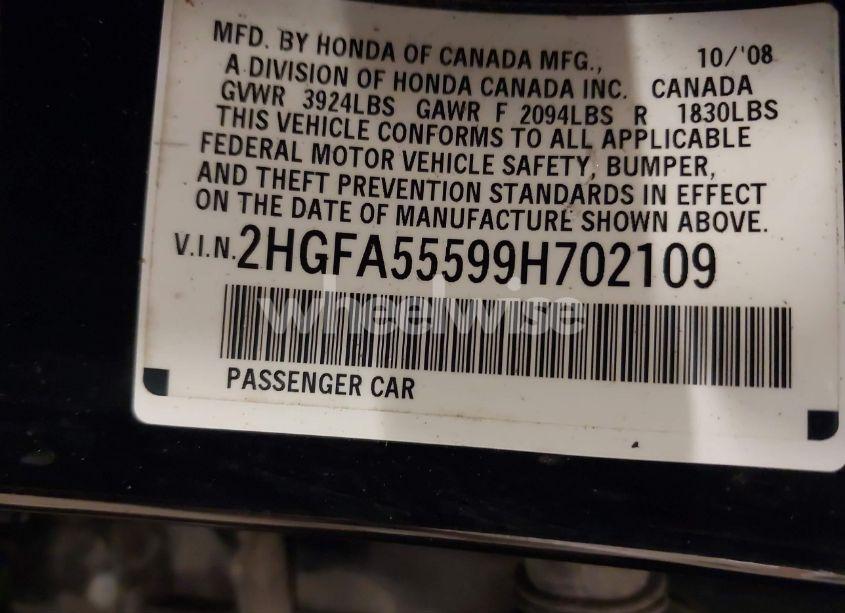 MFD. BY HONDA OF CANADA MFG., 10/'08
A DIVISION OF HONDA CANADA INC. CANADA
GVWR 3924LBS GAWR F 2094LBS R 1830LBS
THIS VEHICLE CONFORMS TO ALL APPLICABLE
FEDERAL MOTOR VEHICLE SAFETY, BUMPER,
AND THEFT PREVENTION STANDARDS IN EFFECT
ON THE DATE OF MANUFACTURE SHOWN ABOVE.
V.I.N. 2HGFA55599H702109
wheelwise
PASSENGER CAR